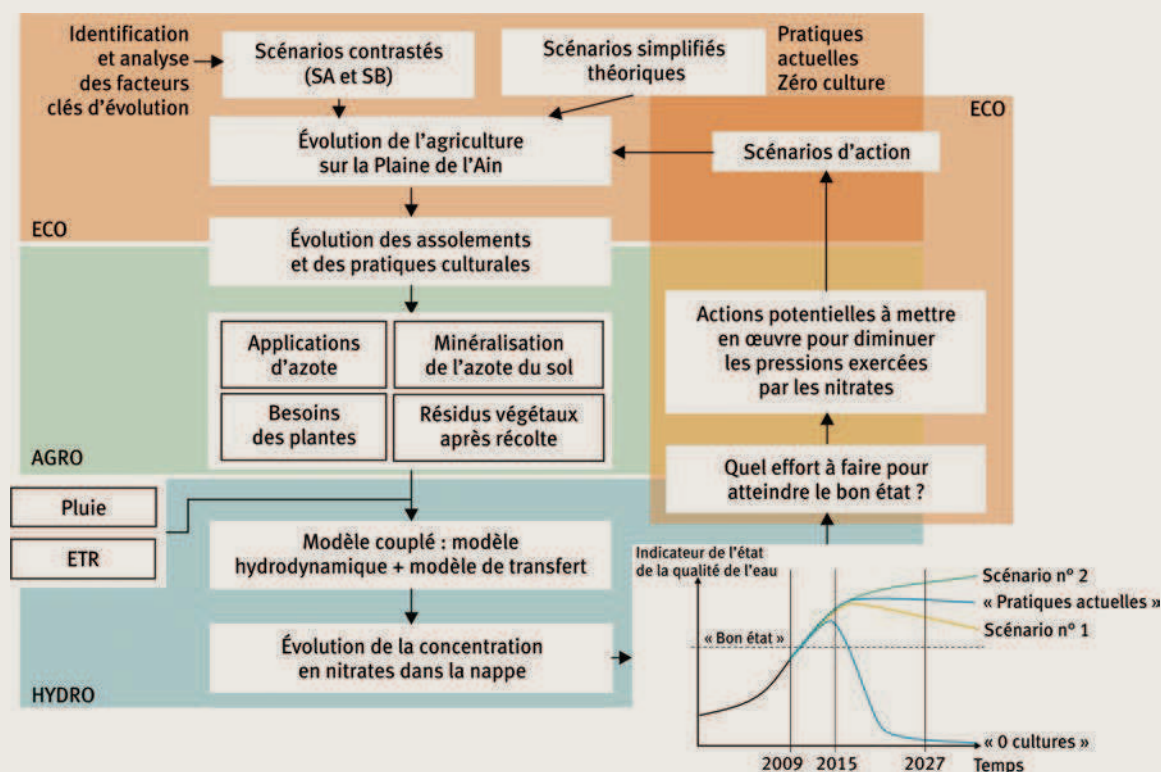 Identification
et analyse
des facteurs
clés d'évolution
Scénarios contrastés
(SA et SB)
Scénarios simplifiés
théoriques
Pratiques
actuelles
Zéro culture
ECO
Évolution de l'agriculture
sur la Plaine de l'Ain
Scénarios d'action
ECO
Évolution des assolements
et des pratiques culturales
Applications
d'azote
Minéralisation
de l'azote du sol
Besoins
des plantes
Résidus végétaux
après récolte
AGRO
Actions potentielles à mettre
en œuvre pour diminuer
les pressions exercées
par les nitrates
Quel effort à faire pour
atteindre le bon état ?
Pluie
ETR
Modèle couplé : modèle
hydrodynamique + modèle de transfert
Évolution de la concentration
en nitrates dans la nappe
HYDRO
Indicateur de l'état
de la qualité de l'eau
Scénario n° 2
« Pratiques actuelles »
Scénario n° 1
« Bon état »
« 0 cultures »
2009 2015 2027 Temps